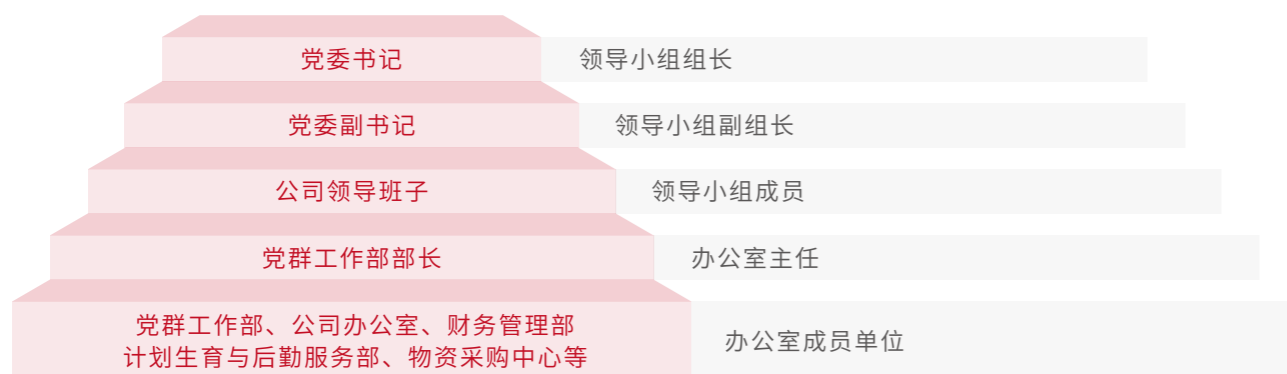 党委书记
领导小组组长
党委副书记
领导小组副组长
公司领导班子
领导小组成员
党群工作部部长
办公室主任
党群工作部、公司办公室、财务管理部
计划生育与后勤服务部、物资采购中心等
办公室成员单位